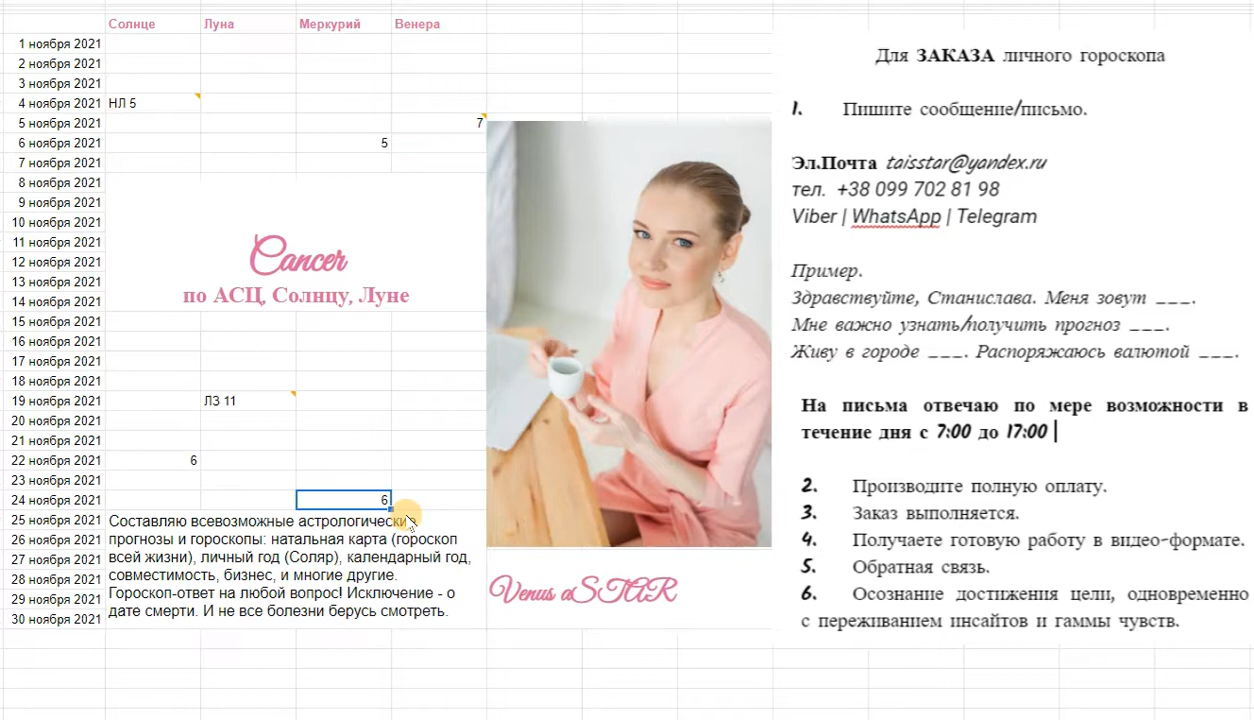 Солнце Луна Меркурий Венера
1 ноября 2021
2 ноября 2021
3 ноября 2021
4 ноября 2021 НЛ 5
5 ноября 2021 7
6 ноября 2021 5
7 ноября 2021
8 ноября 2021
9 ноября 2021
10 ноября 2021
11 ноября 2021
12 ноября 2021
13 ноября 2021
14 ноября 2021
15 ноября 2021
16 ноября 2021
17 ноября 2021
18 ноября 2021
19 ноября 2021 ЛЗ 11
20 ноября 2021
21 ноября 2021
22 ноября 2021 6
23 ноября 2021
24 ноября 2021 6
25 ноября 2021
26 ноября 2021
27 ноября 2021
28 ноября 2021
29 ноября 2021
30 ноября 2021
Cancer
по АСЦ, Солнцу, Луне
Составляю всевозможные астрологические
прогнозы и гороскопы: натальная карта (гороскоп
всей жизни), личный год (Соляр), календарный год,
совместимость, бизнес, и многие другие.
Гороскоп-ответ на любой вопрос! Исключение - о
дате смерти. И не все болезни берусь смотреть.
Venus aSTAR
Для ЗАКАЗА личного гороскопа
1. Пишите сообщение/письмо.
Эл.Почта taisstar@yandex.ru
тел. +38 099 702 81 98
Viber | WhatsApp | Telegram
Пример.
Здравствуйте, Станислава. Меня зовут ___.
Мне важно узнать/получить прогноз ___.
Живу в городе ___. Распоряжаюсь валютой ___.
На письма отвечаю по мере возможности в
течение дня с 7:00 до 17:00
2. Производите полную оплату.
3. Заказ выполняется.
4. Получаете готовую работу в видео-формате.
5. Обратная связь.
6. Осознание достижения цели, одновременно
с переживанием инсайтов и гаммы чувств.